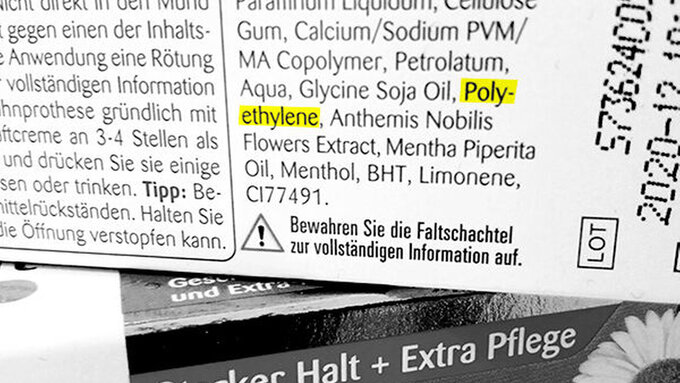 Nicht direkt in den Mund
gegen einen der Inhalts-
e Anwendung eine Rötung
r vollständigen Information
hnprothese gründlich mit
ftcreme an 3-4 Stellen als
und drücken Sie sie einige
sen oder trinken. Tipp: Be-
mittelrückständen. Halten Sie
die Öffnung verstopfen kann.
Paraffinum Liquidum, Cellulose
Gum, Calcium/Sodium PVM/
MA Copolymer, Petrolatum,
Aqua, Glycine Soja Oil, Poly-
ethylene, Anthemis Nobilis
Flowers Extract, Mentha Piperita
Oil, Menthol, BHT, Limonene,
CI77491.
Bewahren Sie die Faltschachtel
zur vollständigen Information auf.
LOT
2020-12
und Extra
Halt + Extra Pflege